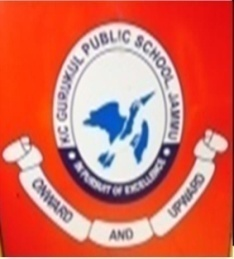 KC GURUKUL PUBLIC SCHOOL, JAMMU
• IN PURSUIT OF EXCELLENCE •
ONWARD
AND
UPWARD